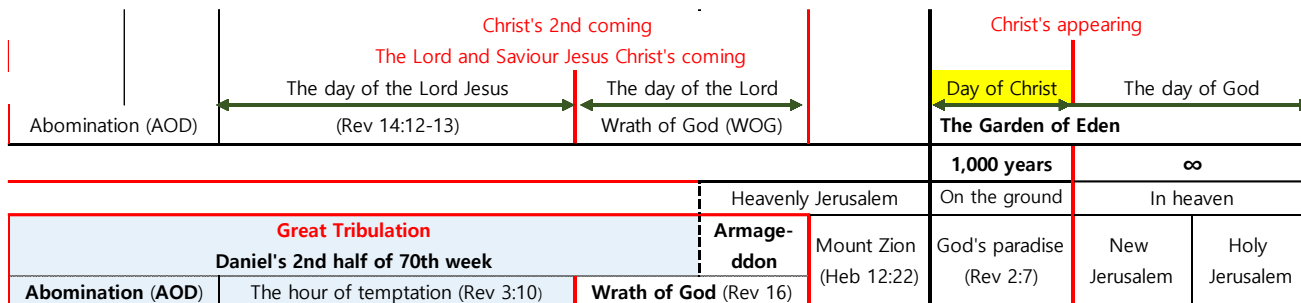 Christ's 2nd coming Christ's appearing
The Lord and Saviour Jesus Christ's coming
The day of the Lord Jesus The day of the Lord Day of Christ The day of God
Abomination (AOD) (Rev 14:12-13) Wrath of God (WOG) The Garden of Eden
1,000 years ∞
Heavenly Jerusalem On the ground In heaven
Great Tribulation
Daniel's 2nd half of 70th week
Armage-
ddon
Mount Zion
(Heb 12:22)
God's paradise
(Rev 2:7)
New
Jerusalem
Holy
Jerusalem
Abomination (AOD) The hour of temptation (Rev 3:10) Wrath of God (Rev 16)